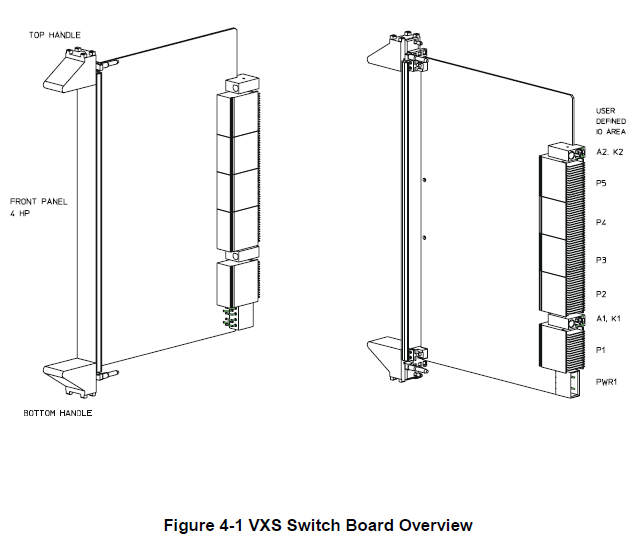 TOP HANDLE
FRONT PANEL
4 HP
BOTTOM HANDLE
USER
DEFINED
IO AREA
A2, K2
P5
P4
P3
P2
A1, K1
P1
PWR1
Figure 4-1 VXS Switch Board Overview